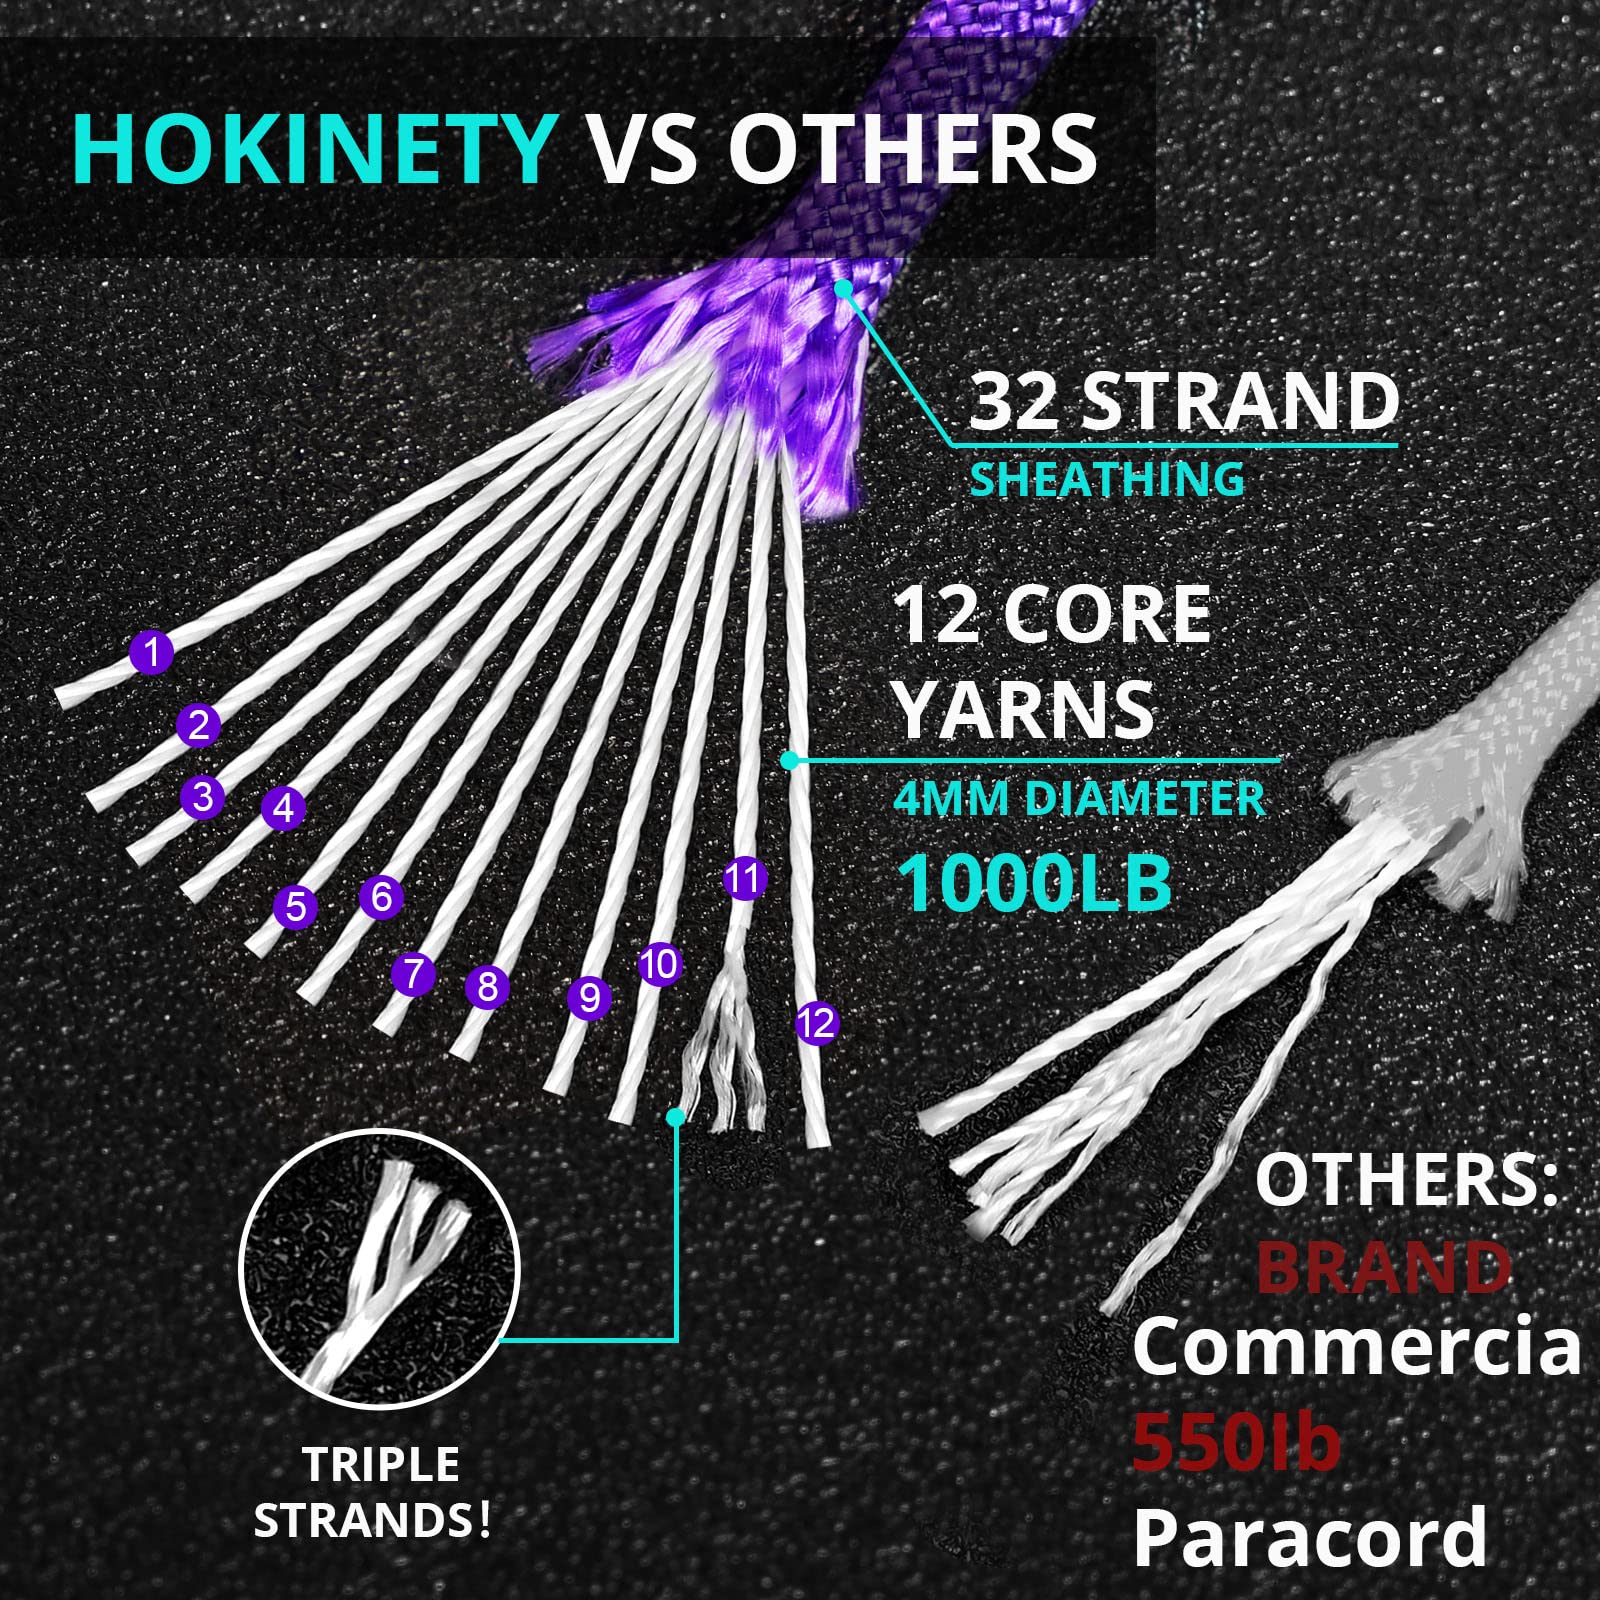 HOKINETY VS OTHERS
32 STRAND
SHEATHING
12 CORE
YARNS
4MM DIAMETER
1000LB
1
2
3
4
5
6
7
8
9
10
11
12
TRIPLE
STRANDS!
OTHERS:
BRAND
Commercia
550lb
Paracord